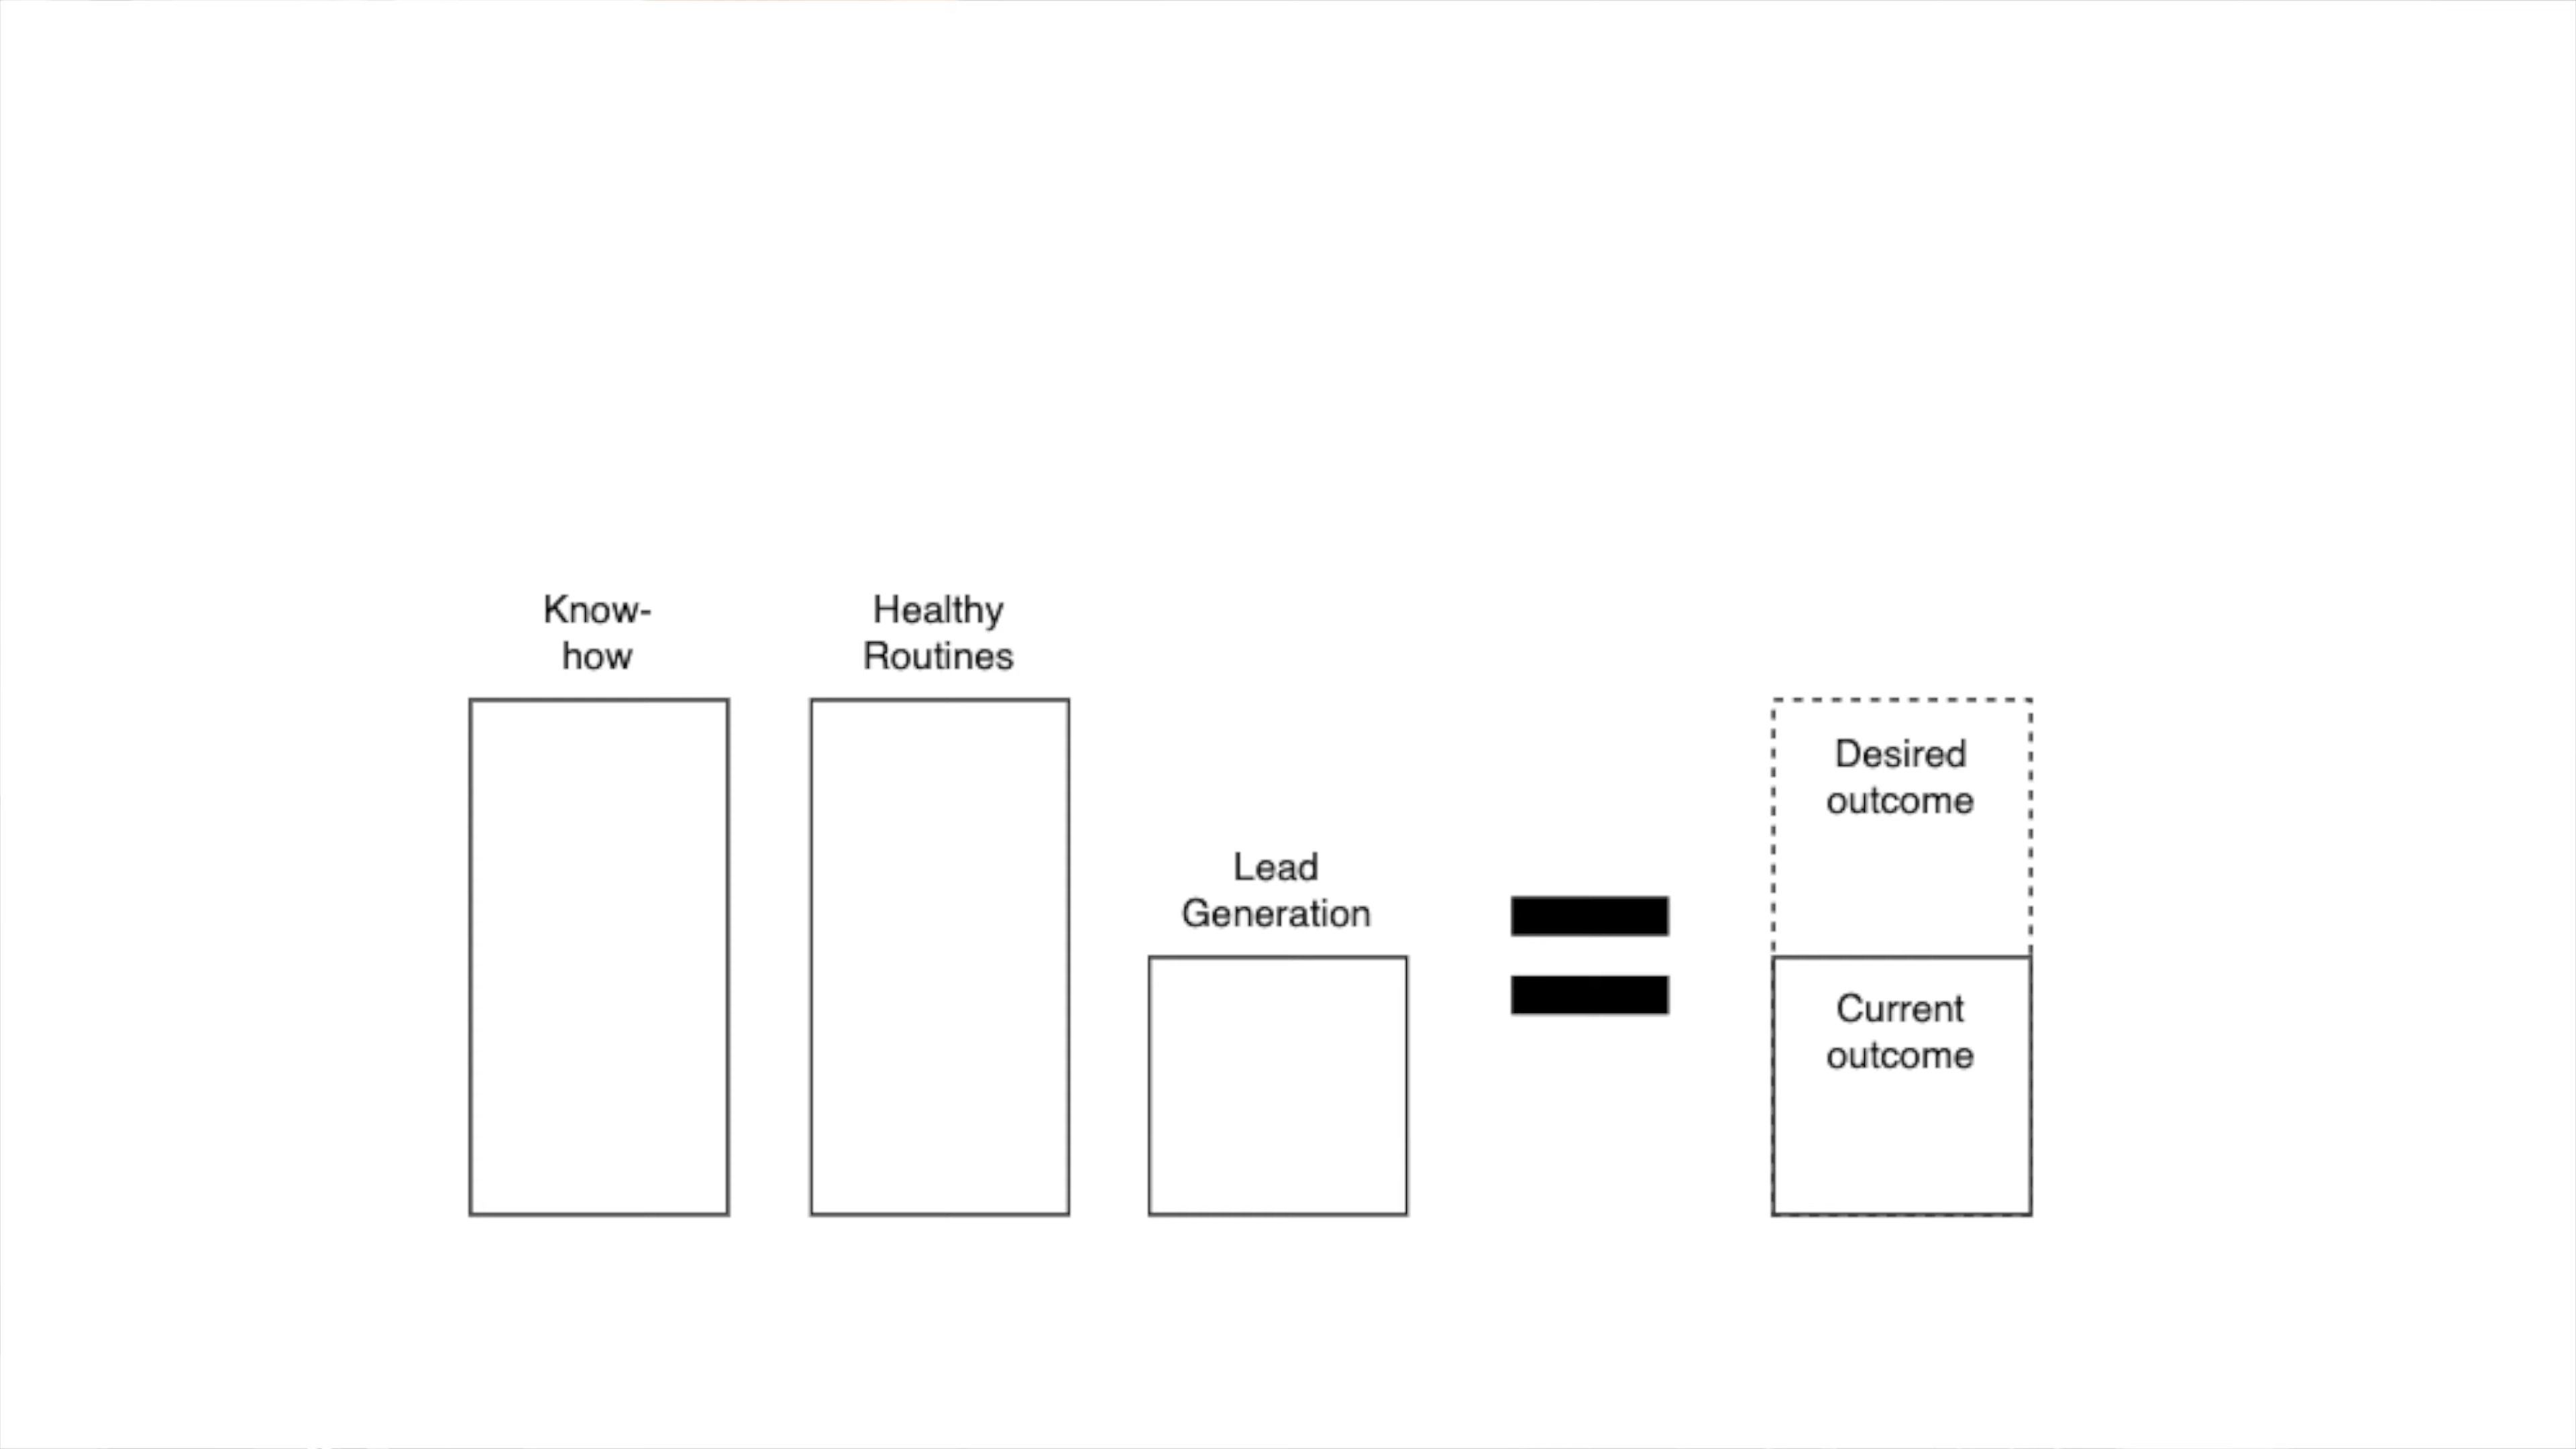 Know-
how
Healthy
Routines
Lead
Generation
Desired
outcome
Current
outcome